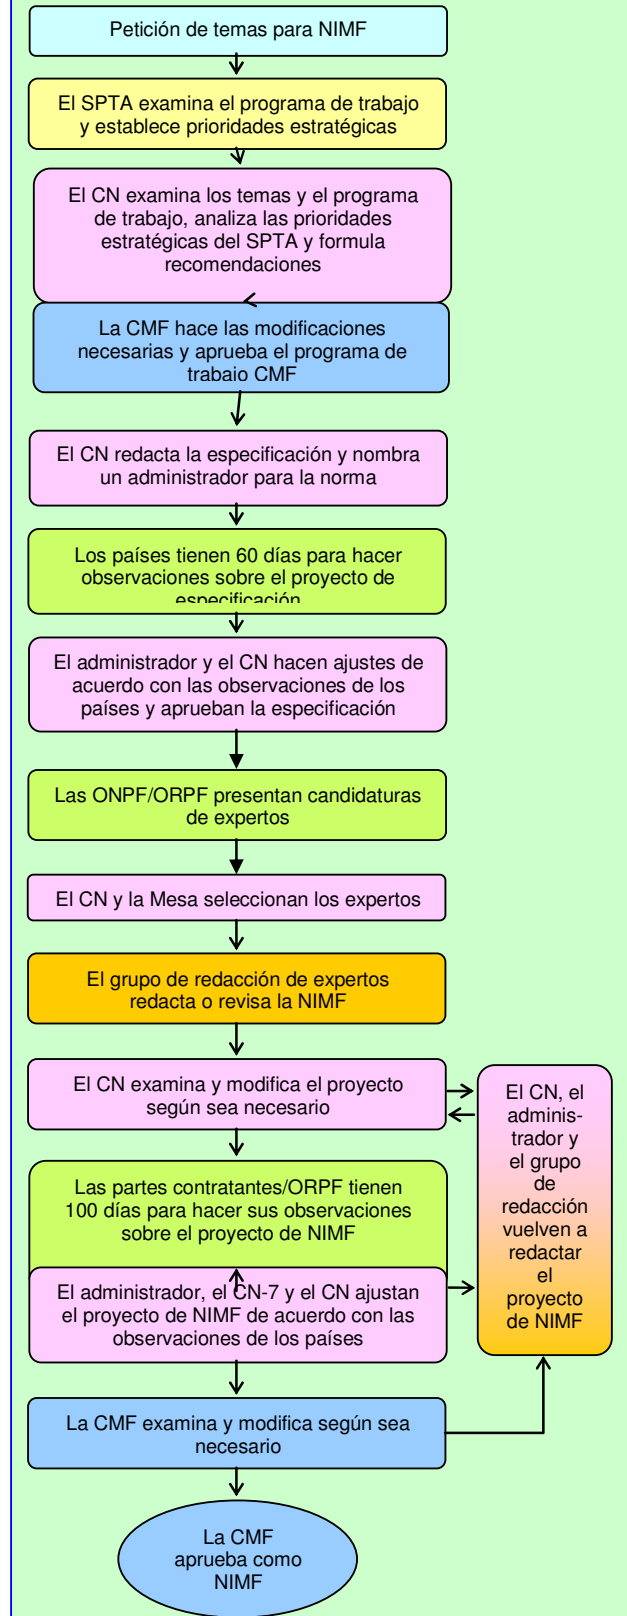 Petición de temas para NIMF
El SPTA examina el programa de trabajo
y establece prioridades estratégicas
El CN examina los temas y el programa
de trabajo, analiza las prioridades
estratégicas del SPTA y formula
recomendaciones
La CMF hace las modificaciones
necesarias y aprueba el programa de
trabajo CMF
El CN redacta la especificación y nombra
un administrador para la norma
Los países tienen 60 días para hacer
observaciones sobre el proyecto de
especificación
El administrador y el CN hacen ajustes de
acuerdo con las observaciones de los
países y aprueban la especificación
Las ONPF/ORPF presentan candidaturas
de expertos
El CN y la Mesa seleccionan los expertos
El grupo de redacción de expertos
redacta o revisa la NIMF
El CN examina y modifica el proyecto
según sea necesario
El CN, el
adminis-
trador y
el grupo
de
redacción
vuelven a
redactar
el
proyecto
de NIMF
Las partes contratantes/ORPF tienen
100 días para hacer sus observaciones
sobre el proyecto de NIMF
El administrador, el CN-7 y el CN ajustan
el proyecto de NIMF de acuerdo con las
observaciones de los países
La CMF examina y modifica según sea
necesario
La CMF
aprueba como
NIMF